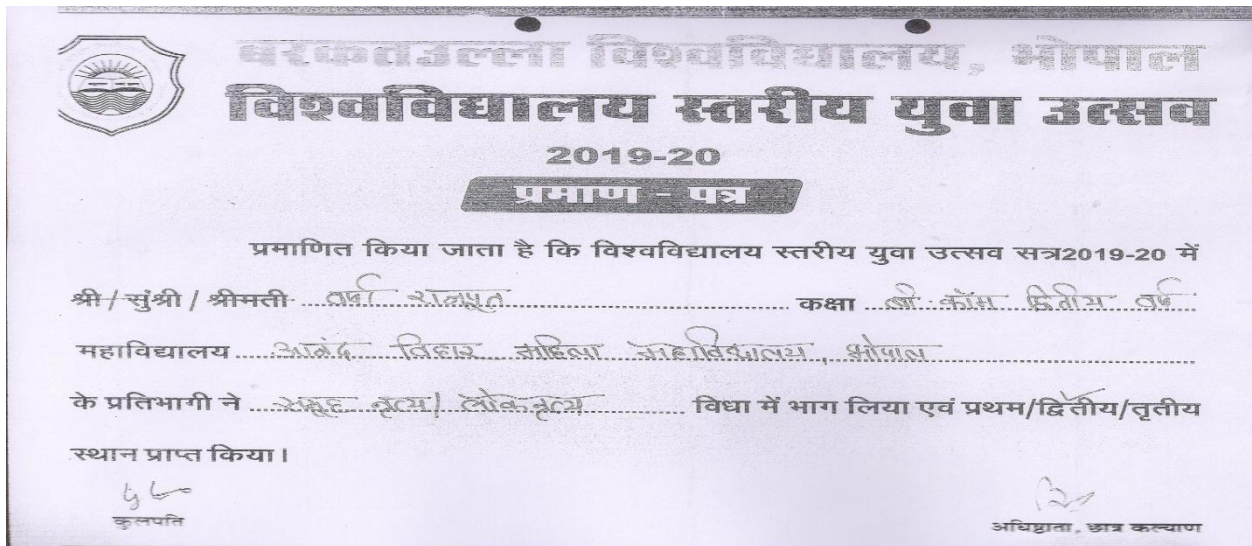 बरकतउल्ला विश्वविद्यालय, भोपाल
विश्वविद्यालय स्तरीय युवा उत्सव
2019-20
प्रमाण - पत्र
प्रमाणित किया जाता है कि विश्वविद्यालय स्तरीय युवा उत्सव सत्र2019-20 में
श्री / सुंश्री / श्रीमती वर्षा राजपूत कक्षा बी.कॉम द्वितीय वर्ष
महाविद्यालय आनंद विहार महिला महाविद्यालय, भोपाल
के प्रतिभागी ने समूह नृत्य/ लोकनृत्य विधा में भाग लिया एवं प्रथम/द्वितीय/तृतीय
स्थान प्राप्त किया।
कुलपति अधिष्ठाता, छात्र कल्याण